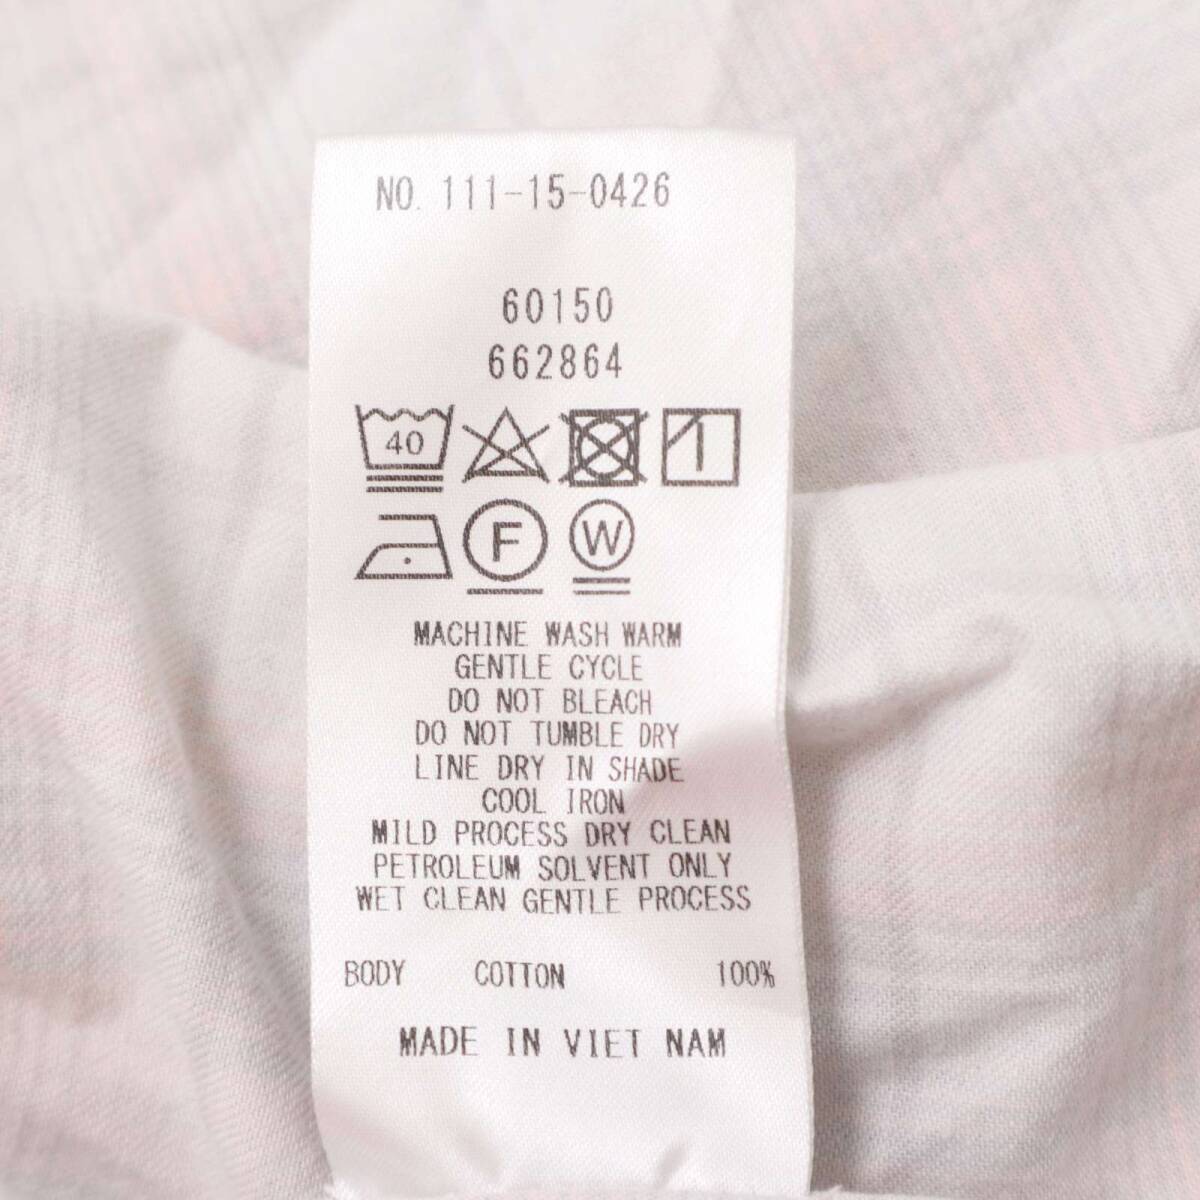 NO. 111-15-0426
60150
662864
40
F W
MACHINE WASH WARM
GENTLE CYCLE
DO NOT BLEACH
DO NOT TUMBLE DRY
LINE DRY IN SHADE
COOL IRON
MILD PROCESS DRY CLEAN
PETROLEUM SOLVENT ONLY
WET CLEAN GENTLE PROCESS
BODY COTTON 100%
MADE IN VIET NAM